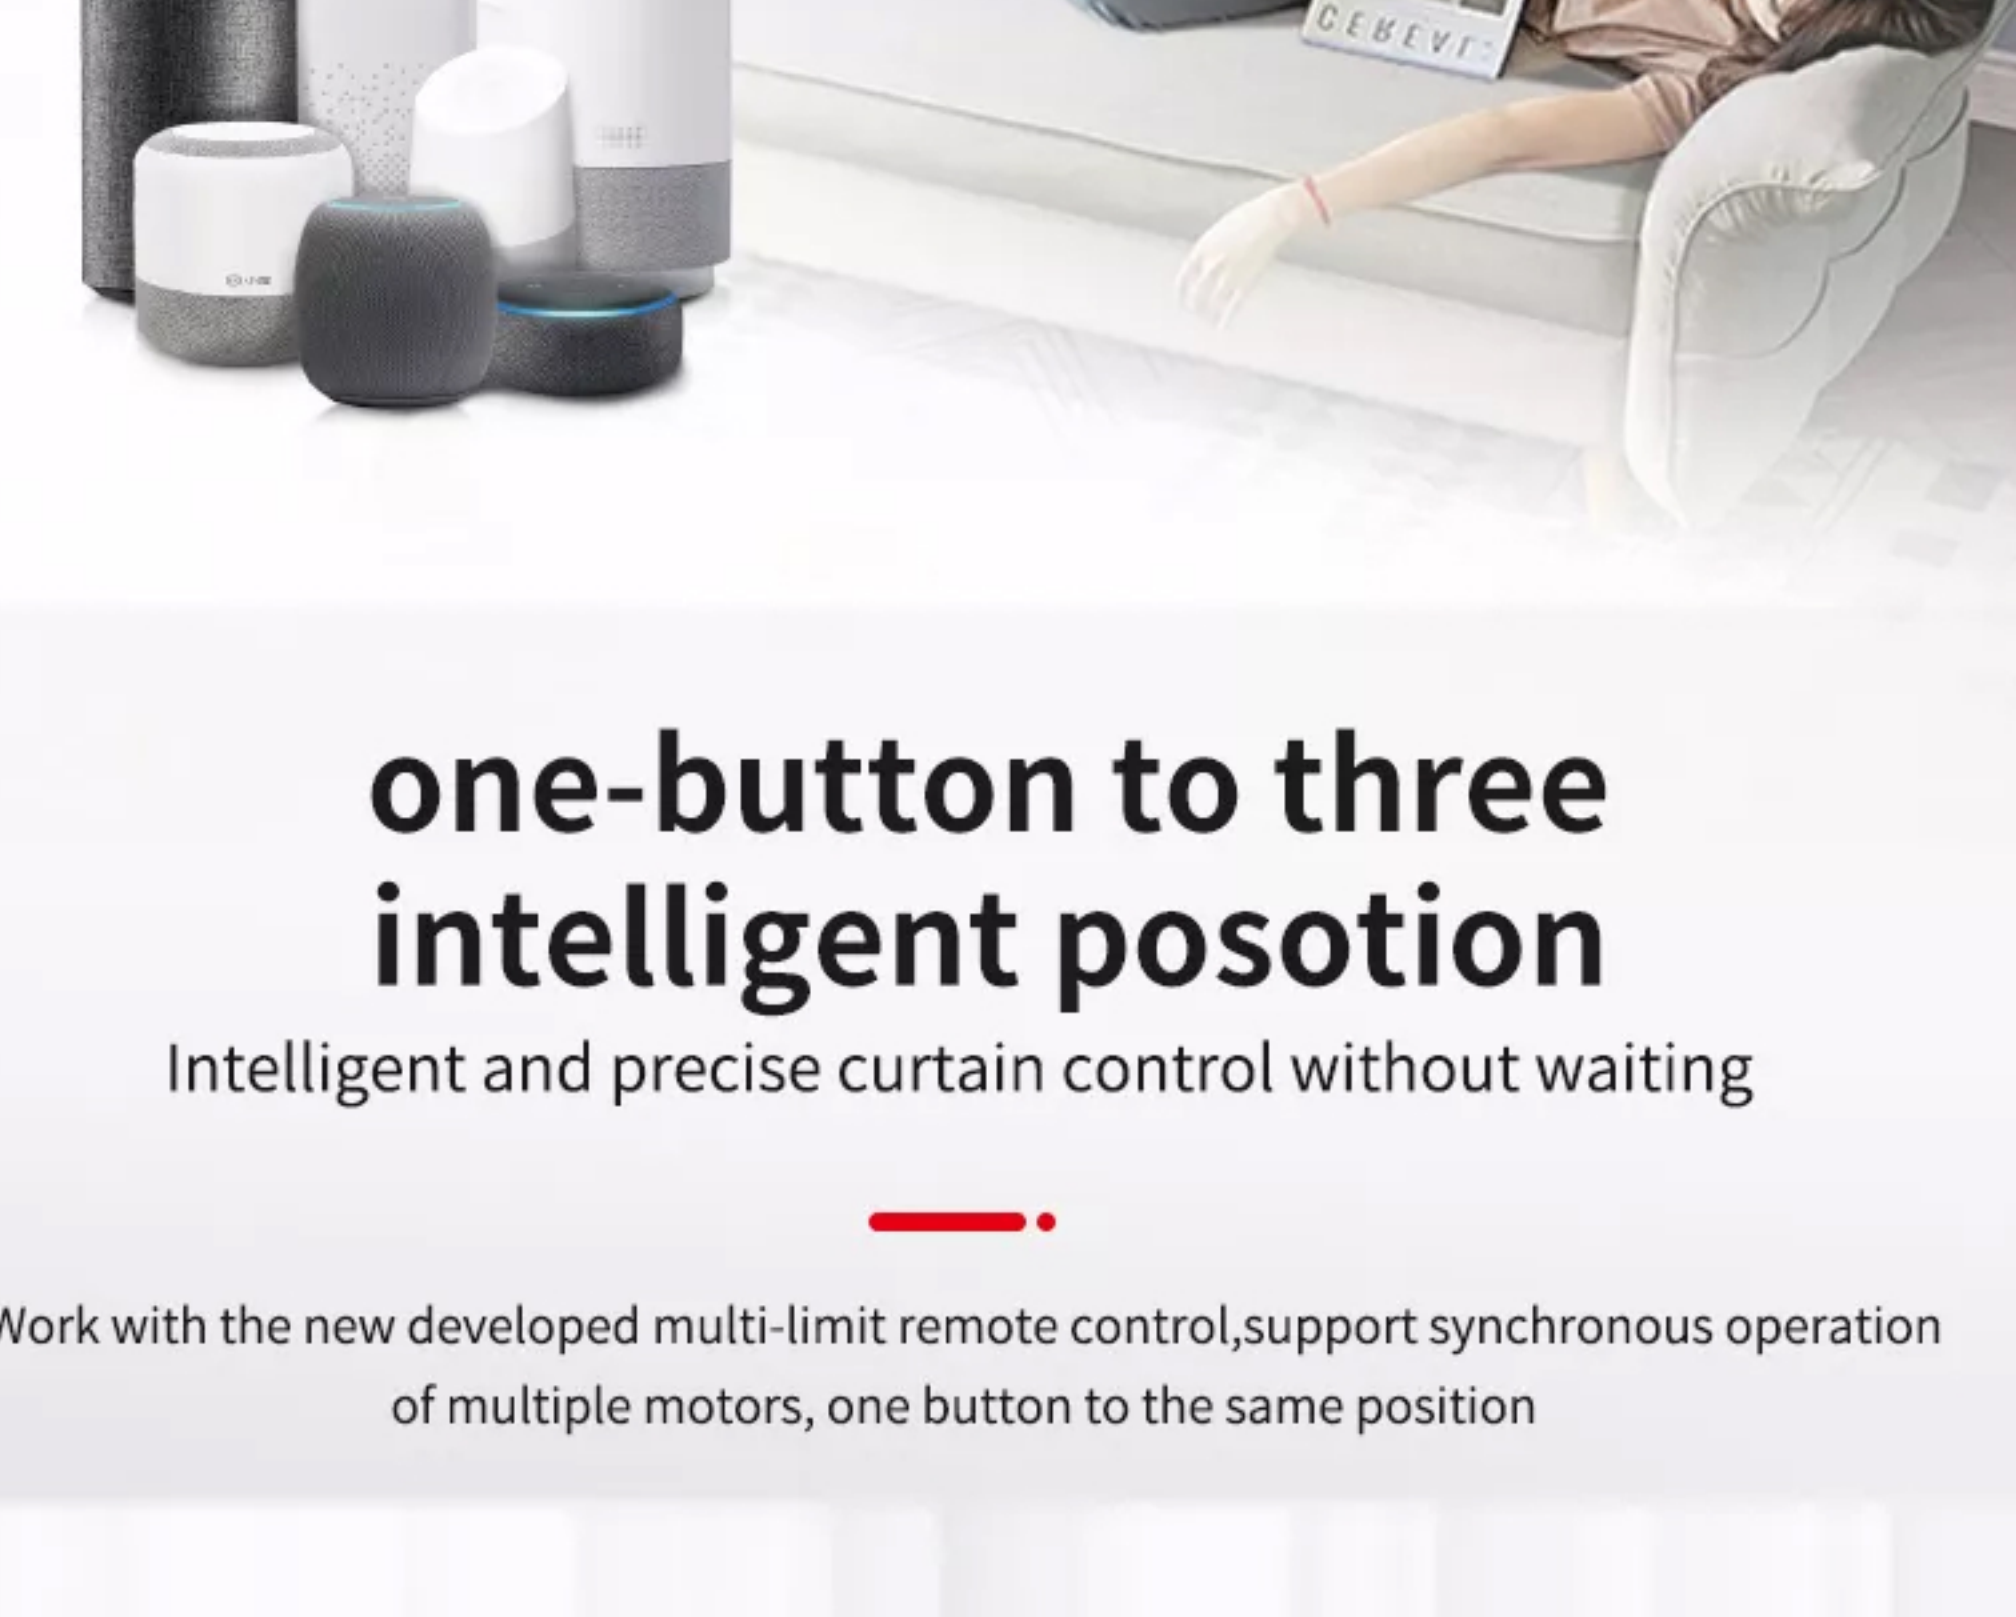 CEREAL
one-button to three
intelligent posotion
Intelligent and precise curtain control without waiting
Work with the new developed multi-limit remote control,support synchronous operation
of multiple motors, one button to the same position